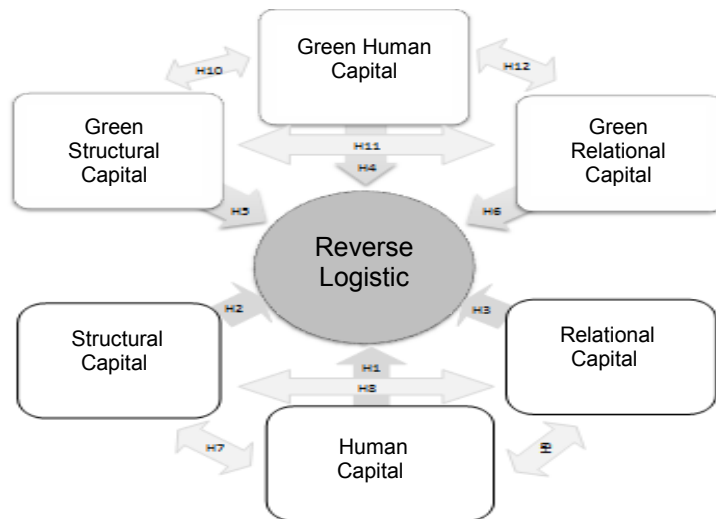 Green Human
Capital
H10
H12
Green
Structural
Capital
Green
Relational
Capital
H11
H4
H5
H6
Reverse
Logistic
H2
H3
Structural
Capital
Relational
Capital
H1
H8
H7
Human
Capital